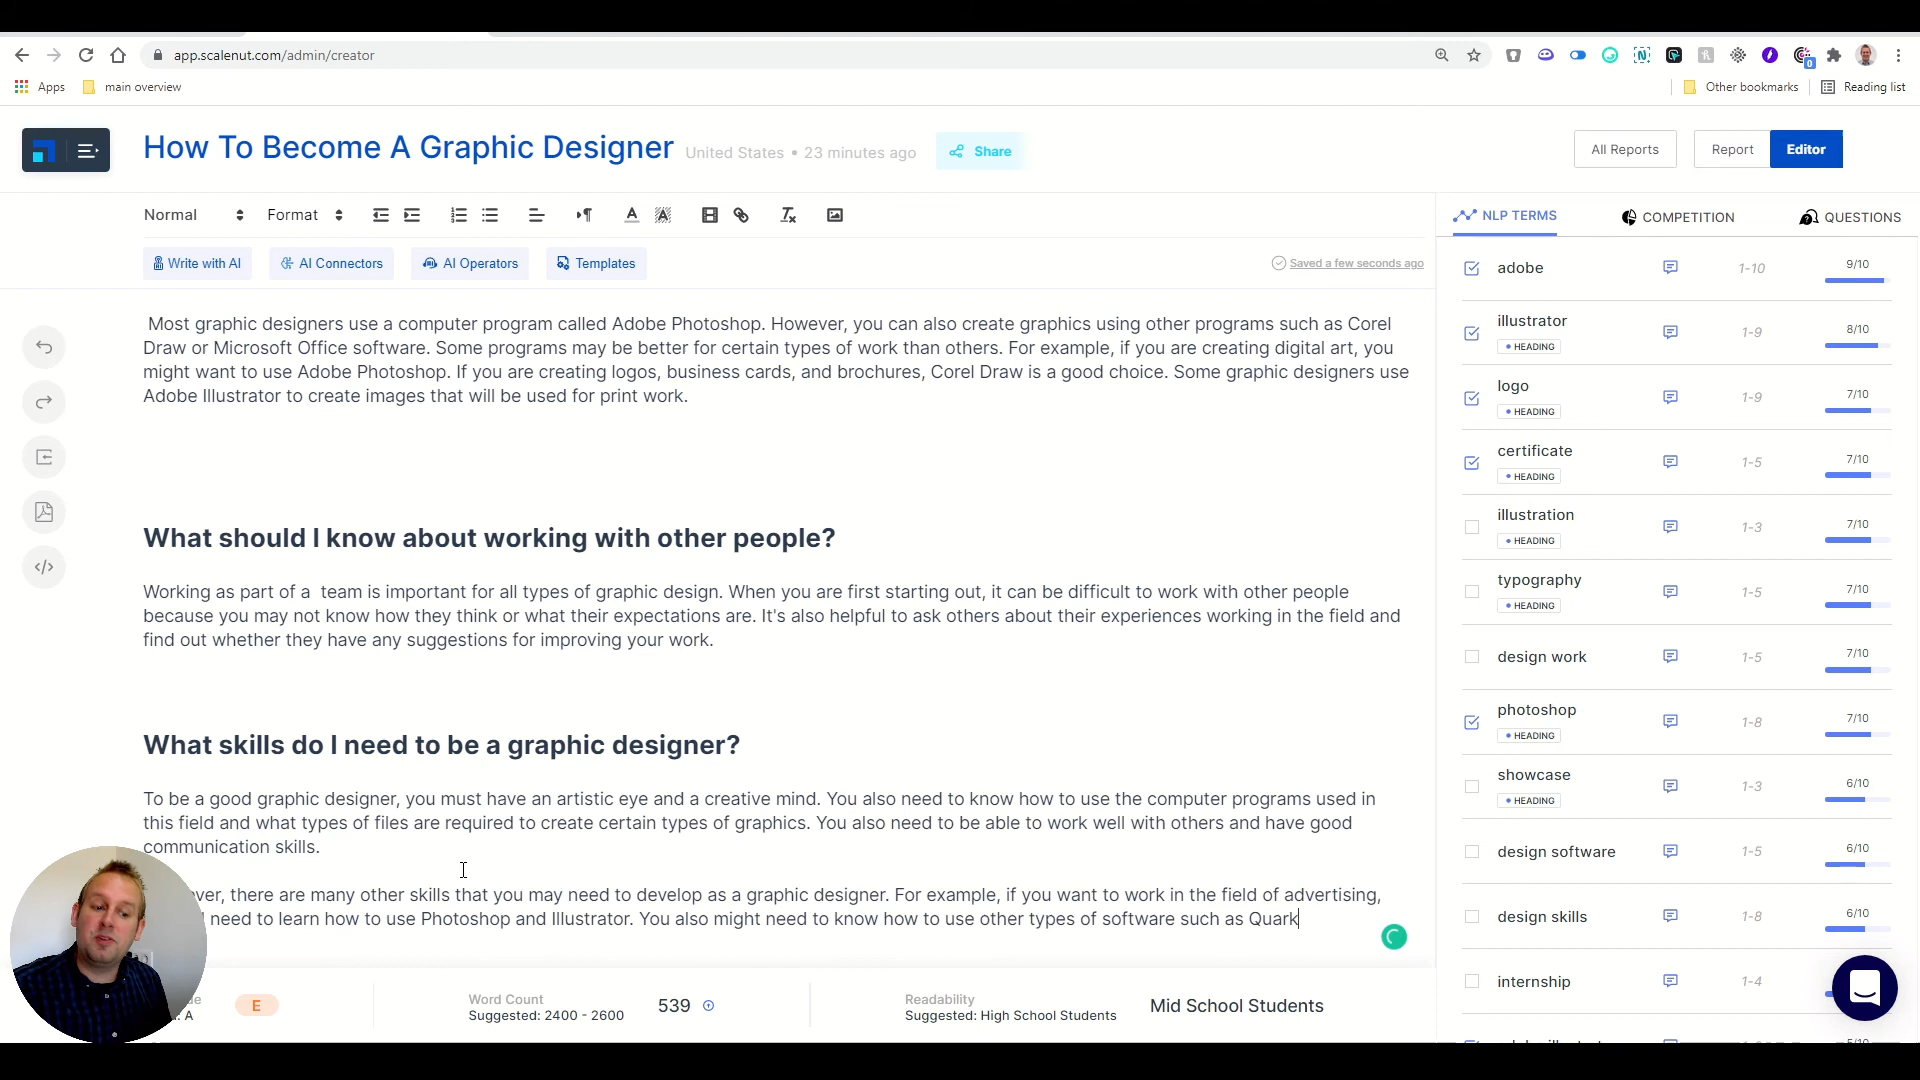 app.scalenut.com/admin/creator
Apps
main overview
Other bookmarks
Reading list
How To Become A Graphic Designer
United States • 23 minutes ago
Share
All Reports
Report
Editor
Normal
Format
Write with AI
AI Connectors
AI Operators
Templates
Saved a few seconds ago
Most graphic designers use a computer program called Adobe Photoshop. However, you can also create graphics using other programs such as Corel
Draw or Microsoft Office software. Some programs may be better for certain types of work than others. For example, if you are creating digital art, you
might want to use Adobe Photoshop. If you are creating logos, business cards, and brochures, Corel Draw is a good choice. Some graphic designers use
Adobe Illustrator to create images that will be used for print work.
What should I know about working with other people?
Working as part of a  team is important for all types of graphic design. When you are first starting out, it can be difficult to work with other people
because you may not know how they think or what their expectations are. It's also helpful to ask others about their experiences working in the field and
find out whether they have any suggestions for improving your work.
What skills do I need to be a graphic designer?
To be a good graphic designer, you must have an artistic eye and a creative mind. You also need to know how to use the computer programs used in
this field and what types of files are required to create certain types of graphics. You also need to be able to work well with others and have good
communication skills.
there are many other skills that you may need to develop as a graphic designer. For example, if you want to work in the field of advertising,
need to learn how to use Photoshop and Illustrator. You also might need to know how to use other types of software such as Quark
A
E
Word Count
Suggested: 2400 - 2600
539
Readability
Suggested: High School Students
Mid School Students
NLP TERMS
COMPETITION
QUESTIONS
adobe 1-10 9/10
illustrator 1-9 8/10
HEADING
logo 1-9 7/10
HEADING
certificate 1-5 7/10
HEADING
illustration 1-3 7/10
HEADING
typography 1-5 7/10
HEADING
design work 1-5 7/10
photoshop 1-8 7/10
HEADING
showcase 1-3 6/10
HEADING
design software 1-5 6/10
design skills 1-8 6/10
internship 1-4